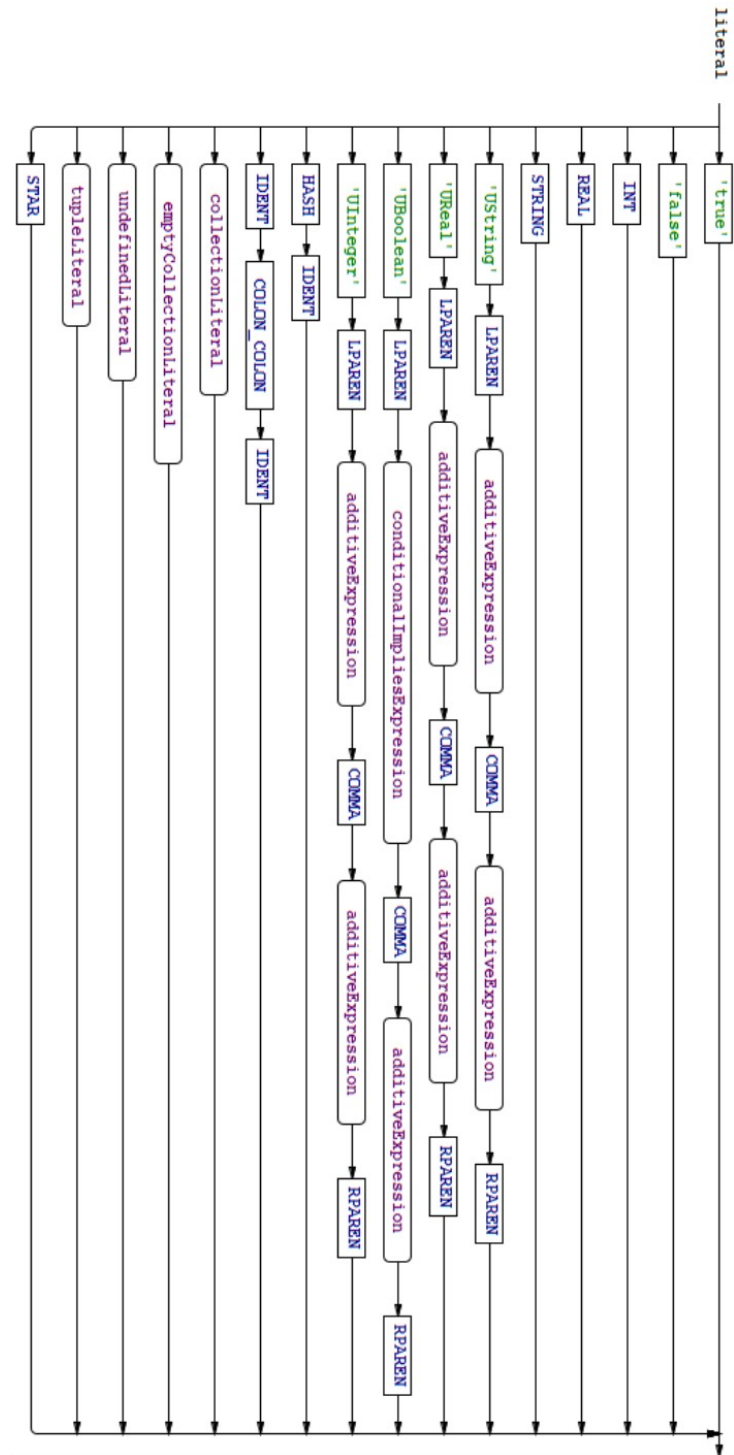 literal
'true'
'false'
INT
REAL
STRING
'UString' LPAREN additiveExpression COMMA additiveExpression RPAREN
'UReal' LPAREN additiveExpression COMMA additiveExpression RPAREN
'UBoolean' LPAREN conditionalImpliesExpression COMMA additiveExpression RPAREN
'UInteger' LPAREN additiveExpression COMMA additiveExpression RPAREN
HASH IDENT
IDENT COLON_COLON IDENT
collectionLiteral
emptyCollectionLiteral
undefinedLiteral
tupleLiteral
STAR